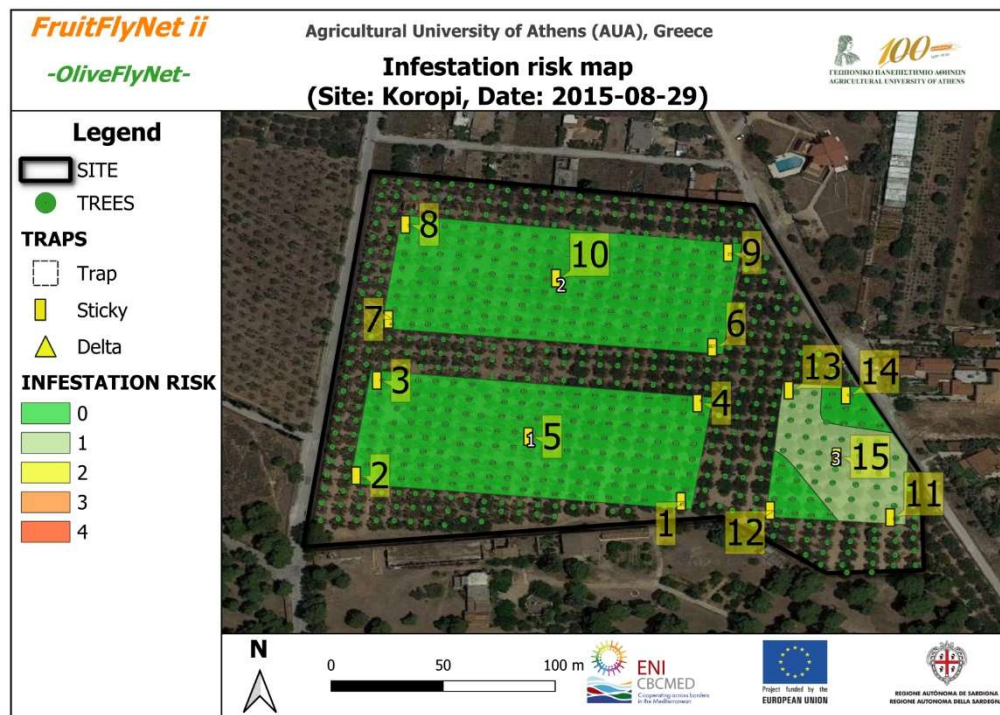 FruitFlyNet ii
-OliveFlyNet-
Agricultural University of Athens (AUA), Greece
Infestation risk map
(Site: Koropi, Date: 2015-08-29)
100
ΓΕΩΠΟΝΙΚΟ ΠΑΝΕΠΙΣΤΗΜΙΟ ΑΘΗΝΩΝ
AGRICULTURAL UNIVERSITY OF ATHENS
Legend
SITE
TREES
TRAPS
Trap
Sticky
Delta
INFESTATION RISK
0
1
2
3
4
8
10
2
9
7
6
3
13
14
4
5
1
15
3
2
1
12
11
N
0 50 100 m
ENI
CBCMED
Cooperating across borders
in the Mediterranean
Project funded by the
EUROPEAN UNION
REGIONE AUTÒNOMA DE SARDIGNA
REGIONE AUTONOMA DELLA SARDEGNA